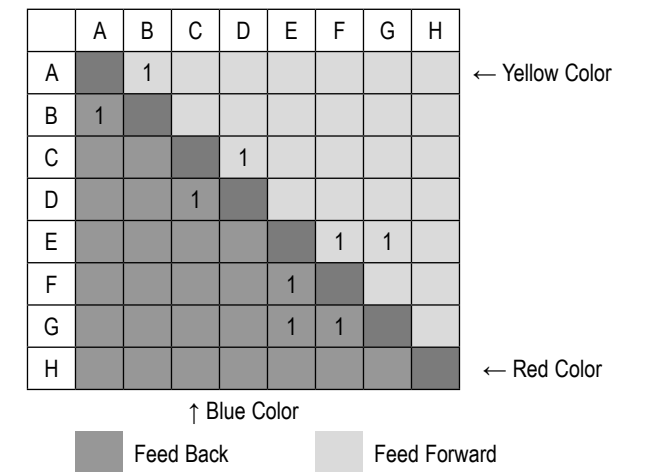 A B C D E F G H
A 1 ← Yellow Color
B 1
C 1
D 1
E 1 1
F 1
G 1 1
H ← Red Color
↑ Blue Color
Feed Back Feed Forward